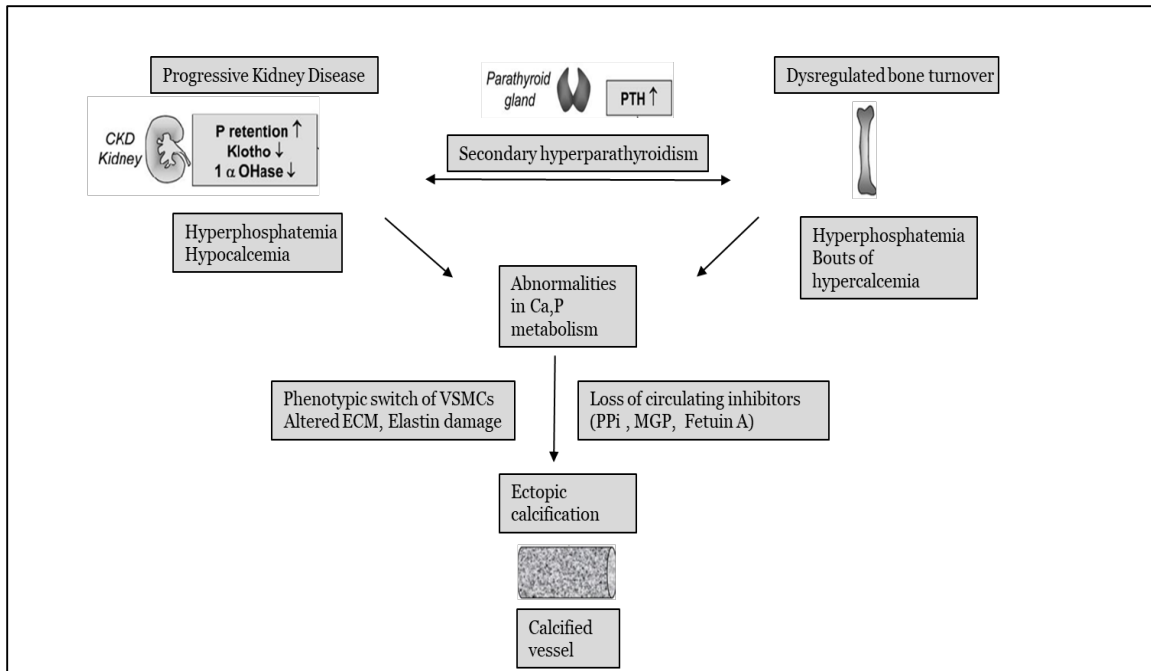 Progressive Kidney Disease
CKD
Kidney
P retention ↑
Klotho ↓
1 α OHase ↓
Hyperphosphatemia
Hypocalcemia
Parathyroid
gland
PTH ↑
Secondary hyperparathyroidism
Dysregulated bone turnover
Hyperphosphatemia
Bouts of
hypercalcemia
Abnormalities
in Ca,P
metabolism
Phenotypic switch of VSMCs
Altered ECM, Elastin damage
Loss of circulating inhibitors
(PPi , MGP, Fetuin A)
Ectopic
calcification
Calcified
vessel